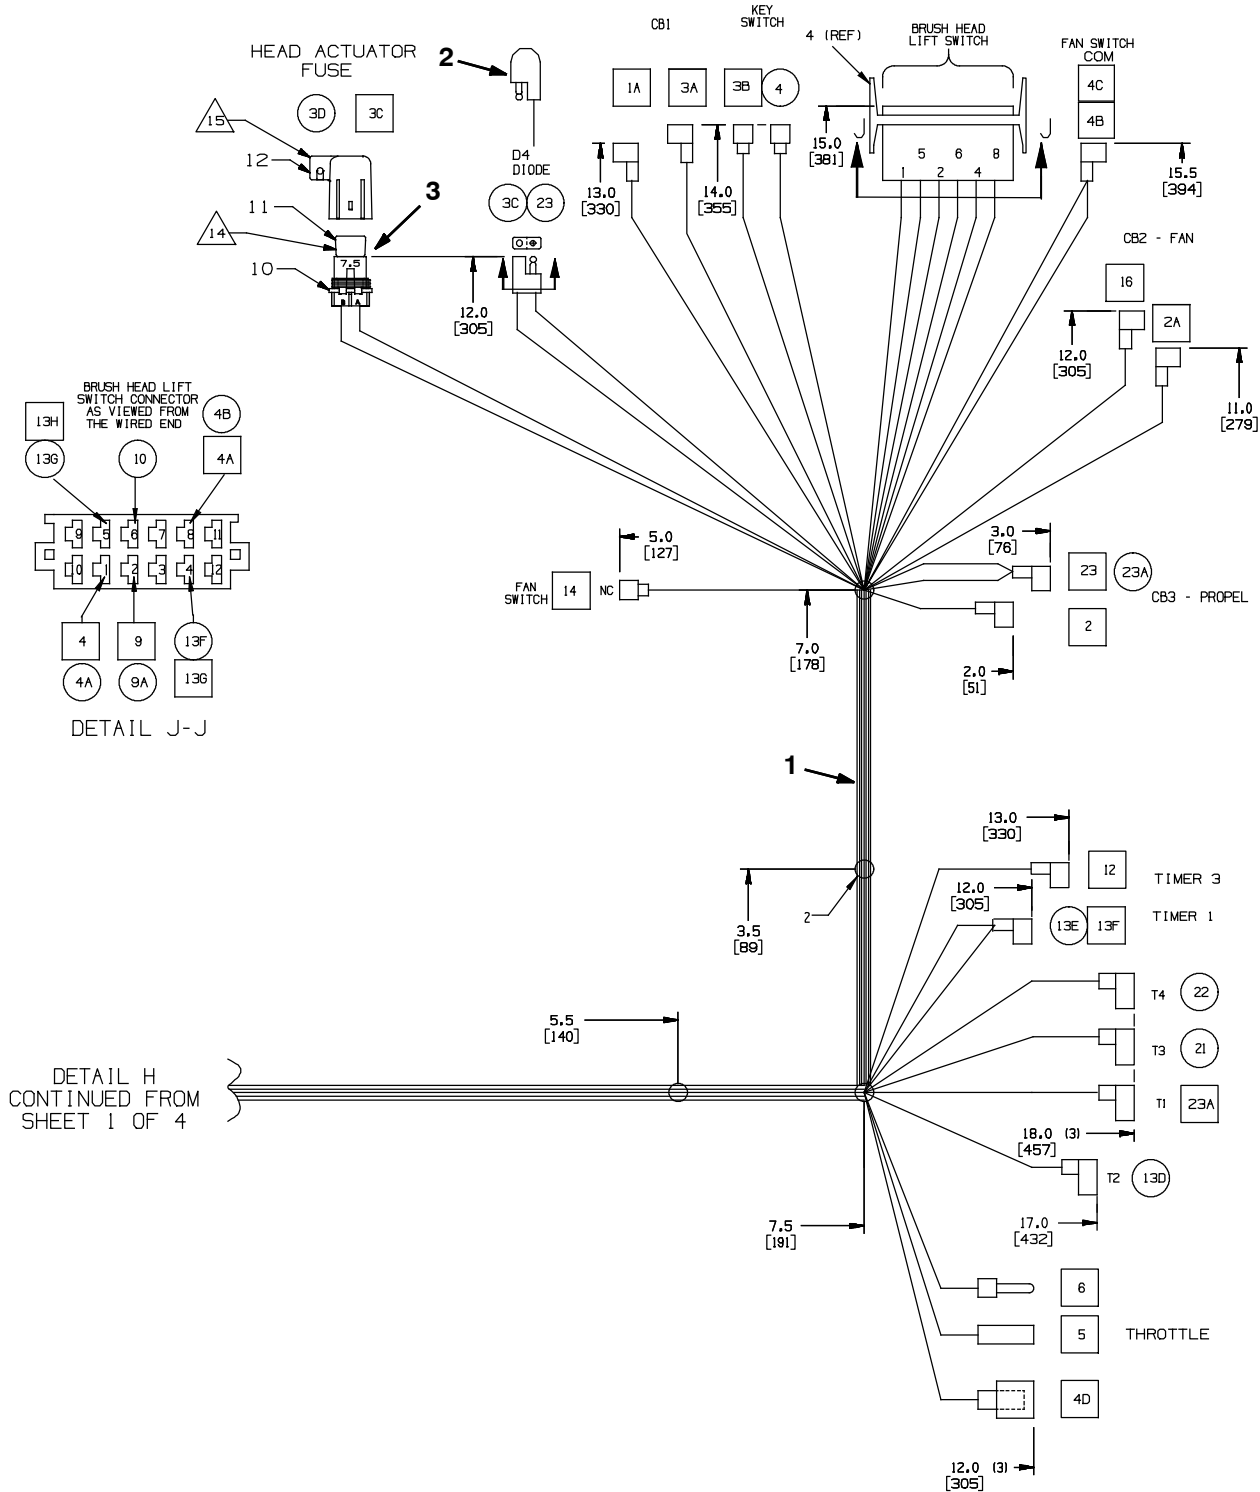 HEAD ACTUATOR
FUSE
3D
3C
15
12
11
14
10
7.5
B A
2
D4
DIODE
3C
23
3
12.0
[305]
CB1
1A
3A
13.0
[330]
KEY
SWITCH
3B
4
14.0
[355]
4 (REF)
BRUSH HEAD
LIFT SWITCH
15.0
[381]
J
J
5 6 8
1 2 4
FAN SWITCH
COM
4C
4B
15.5
[394]
CB2 - FAN
16
2A
12.0
[305]
11.0
[279]
BRUSH HEAD LIFT
SWITCH CONNECTOR
AS VIEWED FROM
THE WIRED END
13H
13G
10
4B
4A
9 5 6 7 8 11
10 1 2 3 4 12
4
4A
9
9A
13F
13G
DETAIL J-J
5.0
[127]
FAN
SWITCH
14
NC
7.0
[178]
3.0
[76]
23
23A
CB3 - PROPEL
2
2.0
[51]
1
2
3.5
[89]
13.0
[330]
12
TIMER 3
12.0
[305]
13E
13F
TIMER 1
T4
22
T3
21
T1
23A
18.0 (3)
[457]
T2
13D
17.0
[432]
5.5
[140]
DETAIL H
CONTINUED FROM
SHEET 1 OF 4
7.5
[191]
6
5
THROTTLE
4D
12.0 (3)
[305]